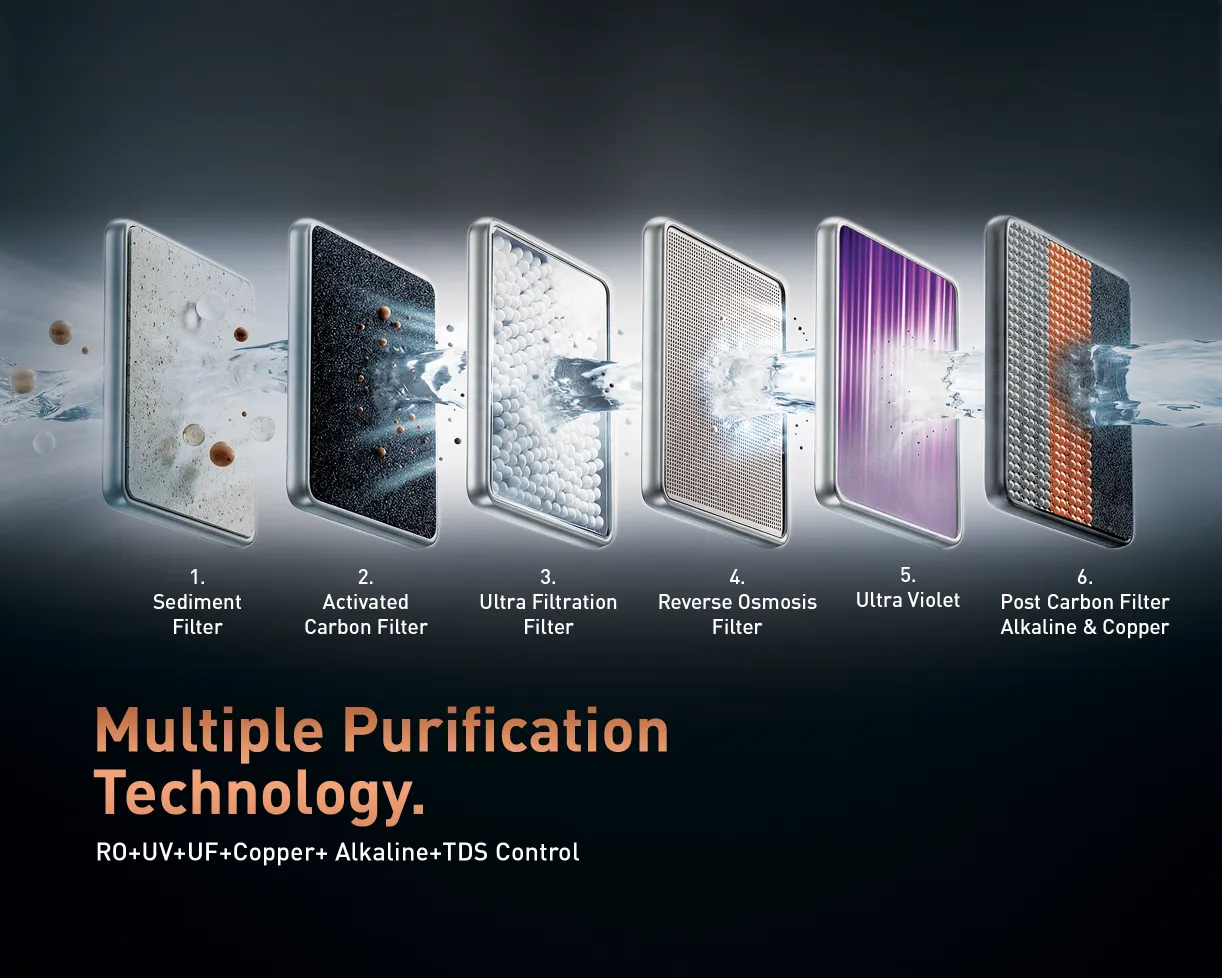 1.
Sediment
Filter
2.
Activated
Carbon Filter
3.
Ultra Filtration
Filter
4.
Reverse Osmosis
Filter
5.
Ultra Violet
6.
Post Carbon Filter
Alkaline & Copper
Multiple Purification
Technology.
RO+UV+UF+Copper+ Alkaline+TDS Control